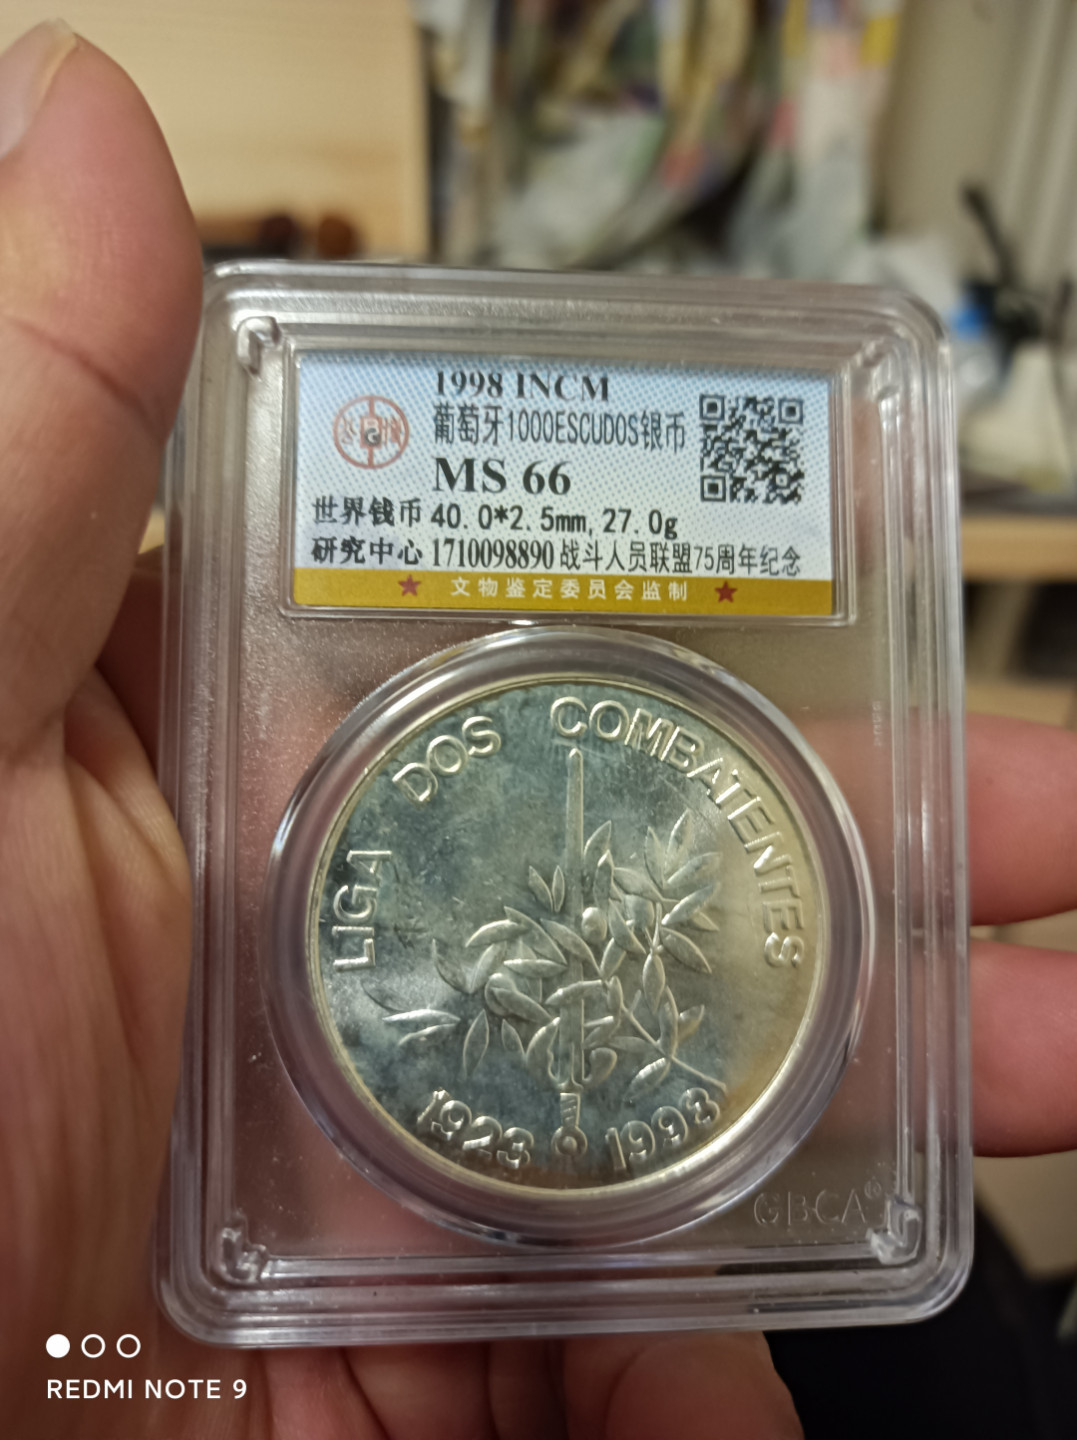 1998 INCM
葡萄牙1000ESCUDOS银币
MS 66
世界钱币 40.0*2.5mm, 27.0g
研究中心 1710098890 战斗人员联盟75周年纪念
★ 文物鉴定委员会监制 ★
LIGA DOS COMBATENTES
1923 1998
GBCA®
REDMI NOTE 9